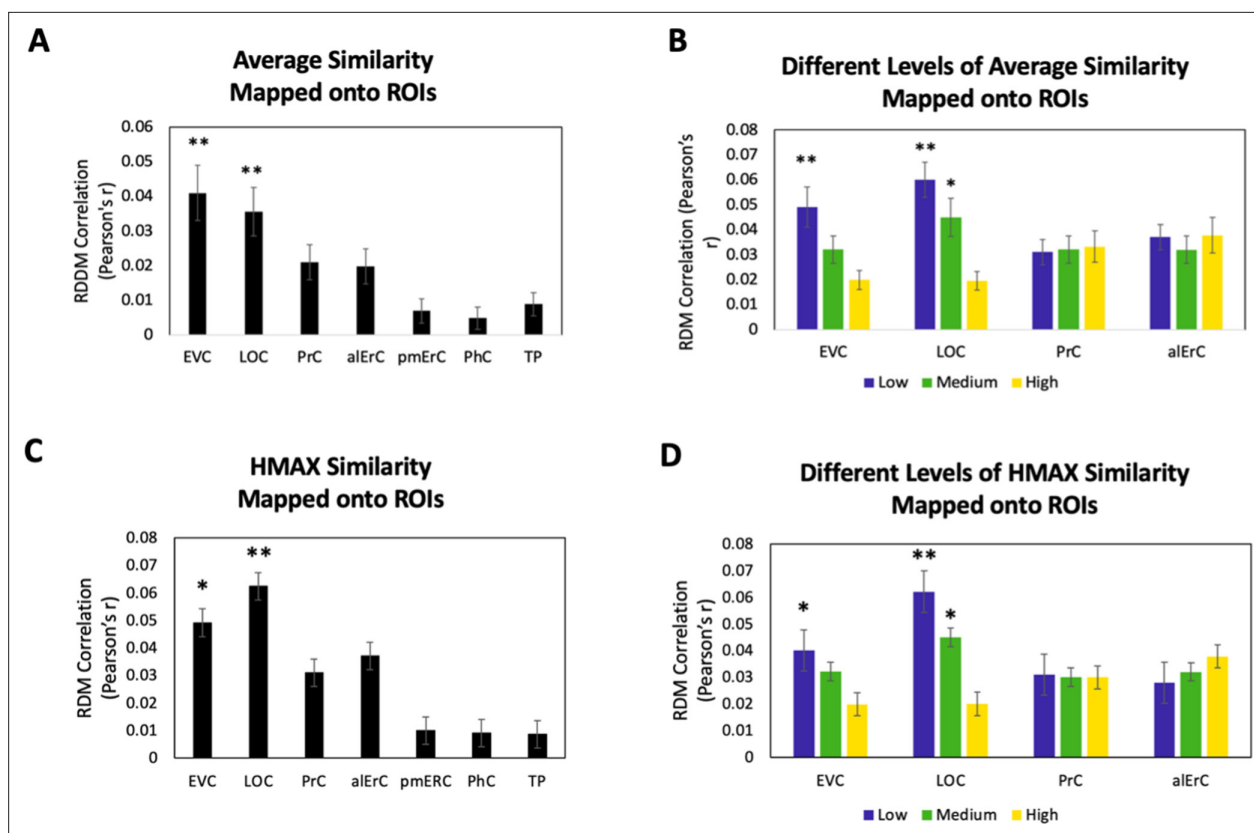 A
Average Similarity
Mapped onto ROIs
RDDM Correlation
(Pearson's r)
0.06
0.05
0.04
0.03
0.02
0.01
0
**
**
EVC LOC PrC alErC pmErC PhC TP
B
Different Levels of Average Similarity
Mapped onto ROIs
RDM Correlation (Pearson's
r)
0.08
0.07
0.06
0.05
0.04
0.03
0.02
0.01
0
**
**
*
EVC LOC PrC alErC
Low Medium High
C
HMAX Similarity
Mapped onto ROIs
RDM Correlation
(Pearson's r)
0.08
0.07
0.06
0.05
0.04
0.03
0.02
0.01
0
*
**
EVC LOC PrC alErC pmERC PhC TP
D
Different Levels of HMAX Similarity
Mapped onto ROIs
RDM Correlation
(Pearson's r)
0.08
0.07
0.06
0.05
0.04
0.03
0.02
0.01
0
*
**
*
EVC LOC PrC alErC
Low Medium High